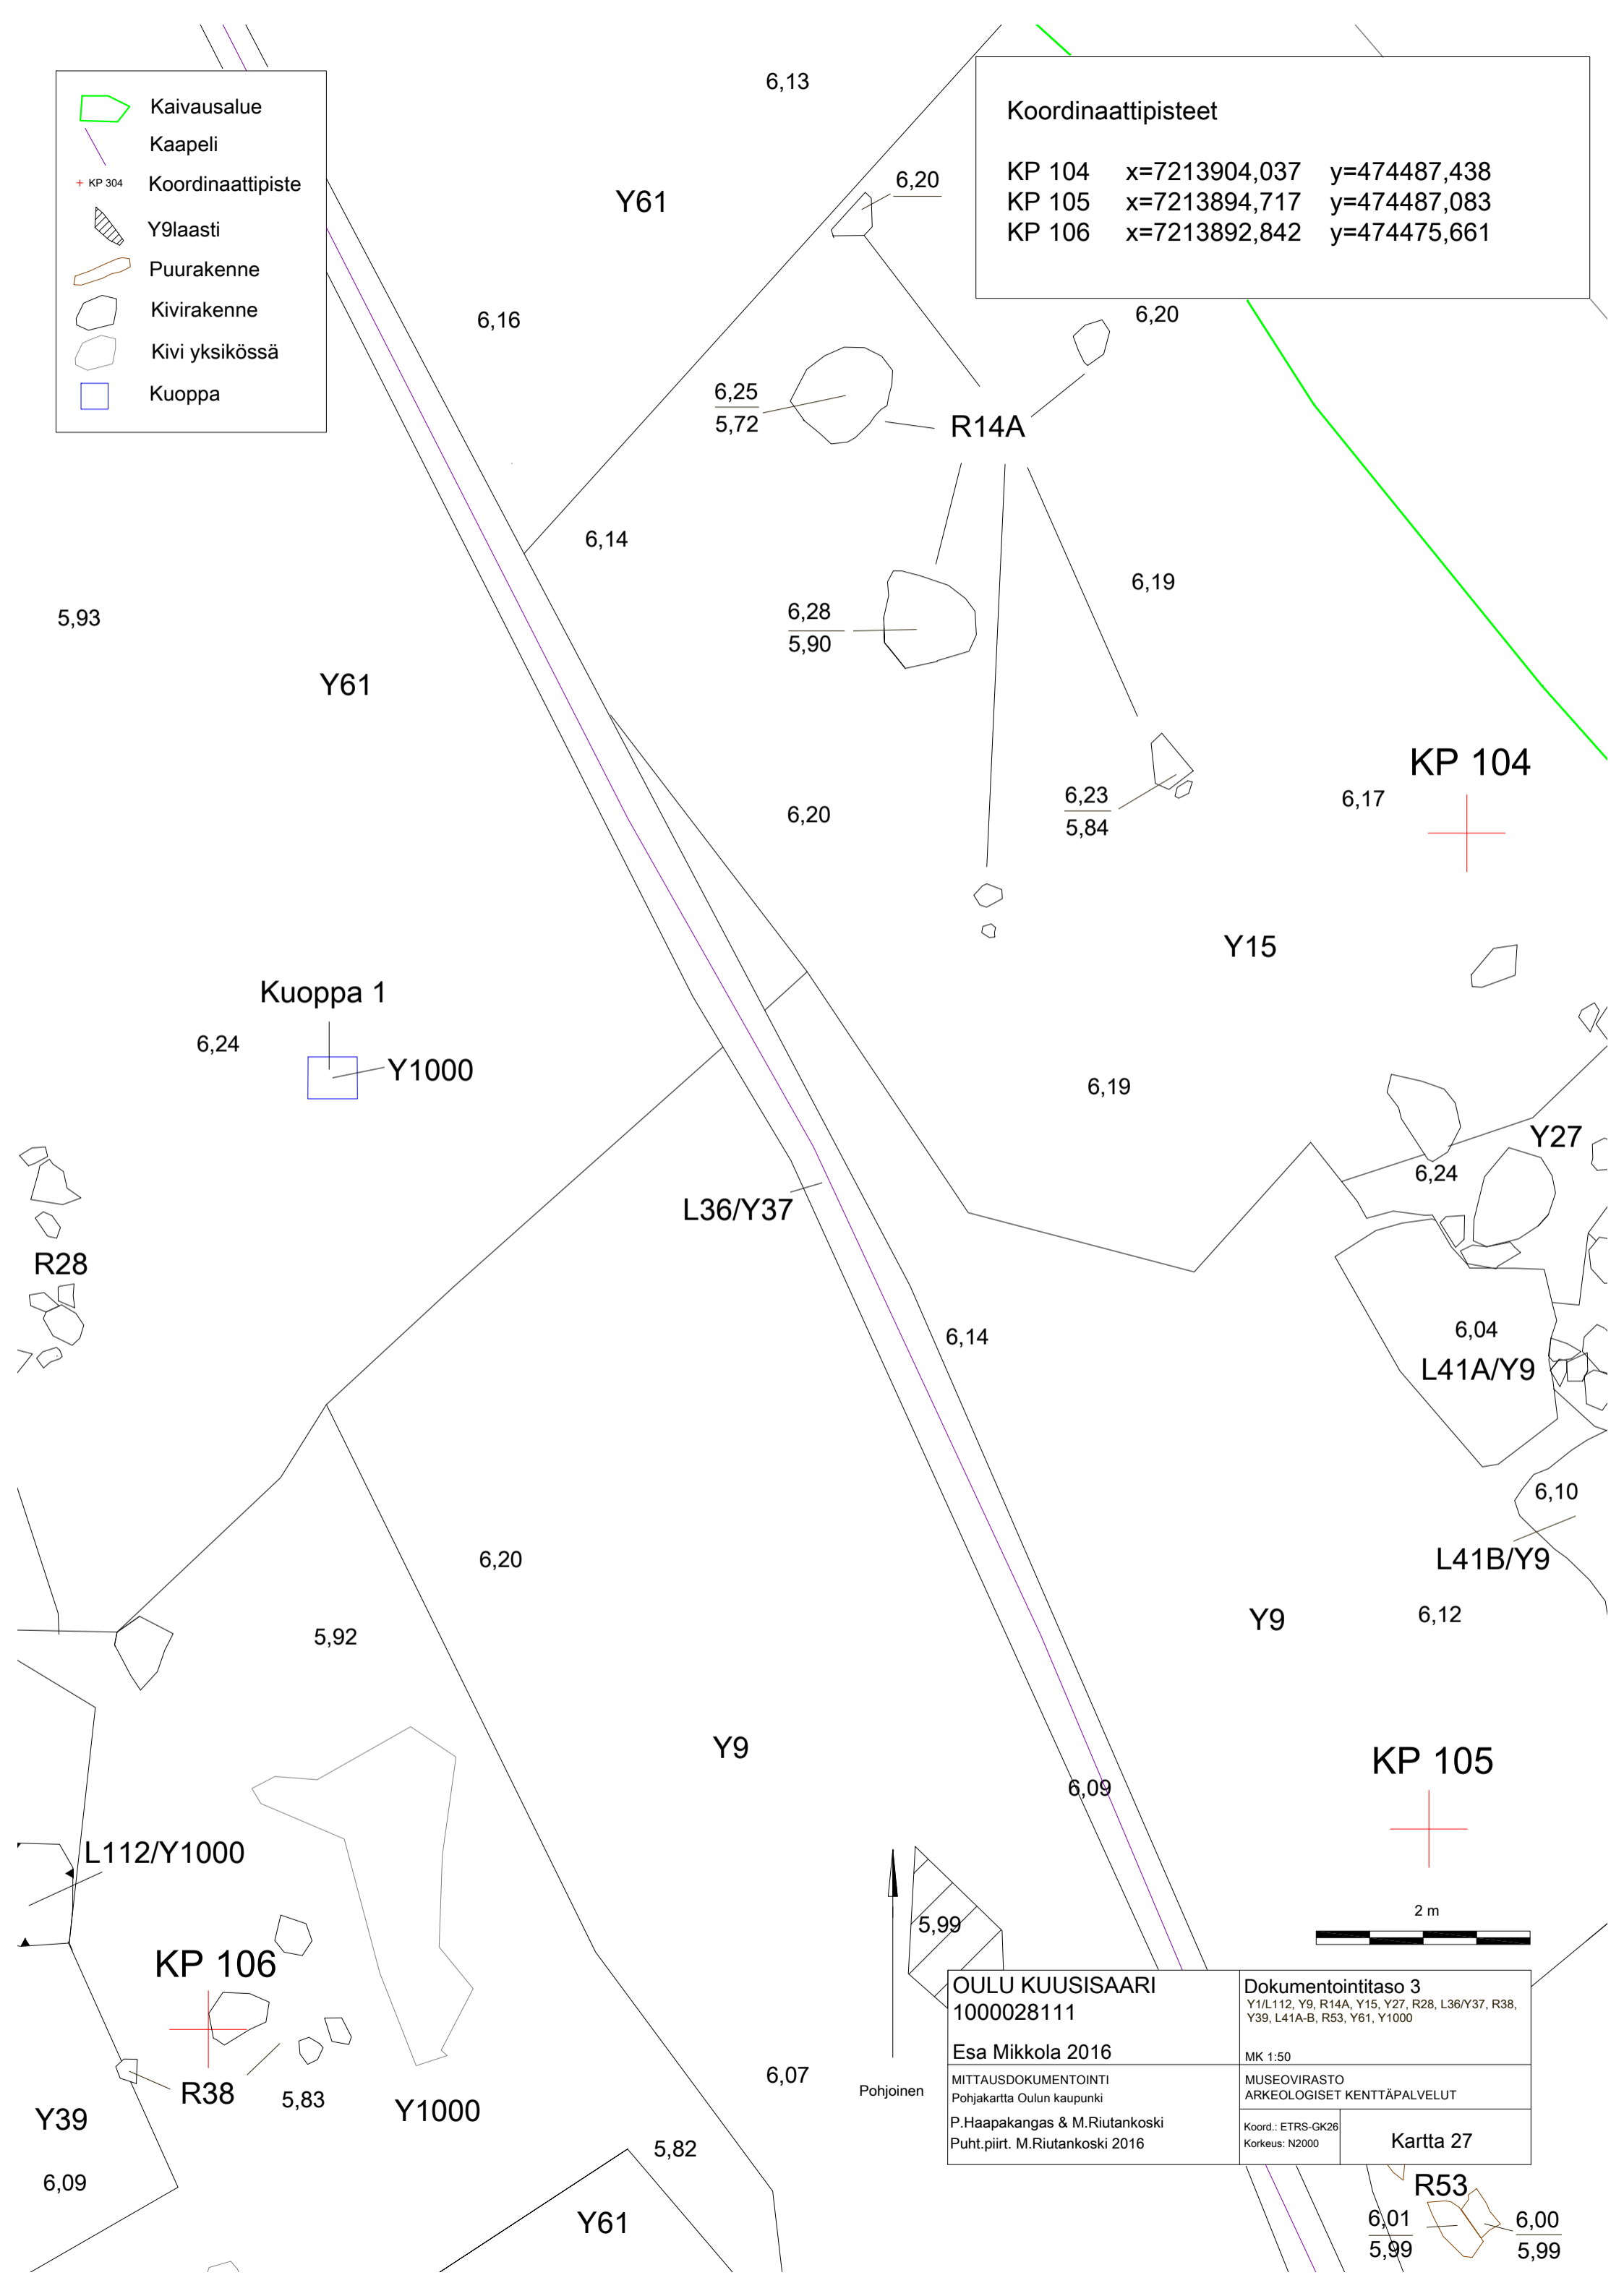 Kaivausalue
Kaapeli
KP 304 Koordinaattipiste
Y9laasti
Puurakenne
Kivirakenne
Kivi yksikössä
Kuoppa
Koordinaattipisteet
KP 104 x=7213904,037 y=474487,438
KP 105 x=7213894,717 y=474487,083
KP 106 x=7213892,842 y=474475,661
6,13
6,20
Y61
6,16
6,20
6,25
5,72
R14A
6,14
6,19
5,93
6,28
5,90
Y61
KP 104
6,23
5,84
6,17
6,20
Y15
Kuoppa 1
6,24
Y1000
6,19
Y27
6,24
L36/Y37
R28
6,14
6,04
L41A/Y9
6,10
L41B/Y9
6,20
6,12
Y9
5,92
Y9
KP 105
6,09
L112/Y1000
2 m
5,99
KP 106
OULU KUUSISAARI
1000028111
Esa Mikkola 2016
MITTAUSDOKUMENTOINTI
Pohjakartta Oulun kaupunki
P.Haapakangas & M.Riutankoski
Puht.piirt. M.Riutankoski 2016
Dokumentointitaso 3
Y1/L112, Y9, R14A, Y15, Y27, R28, L36/Y37, R38,
Y39, L41A-B, R53, Y61, Y1000
MK 1:50
MUSEOVIRASTO
ARKEOLOGISET KENTTÄPALVELUT
Koord.: ETRS-GK26
Korkeus: N2000
Kartta 27
6,07
Pohjoinen
R38
5,83
Y1000
Y39
5,82
6,09
Y61
R53
6,01
5,99
6,00
5,99